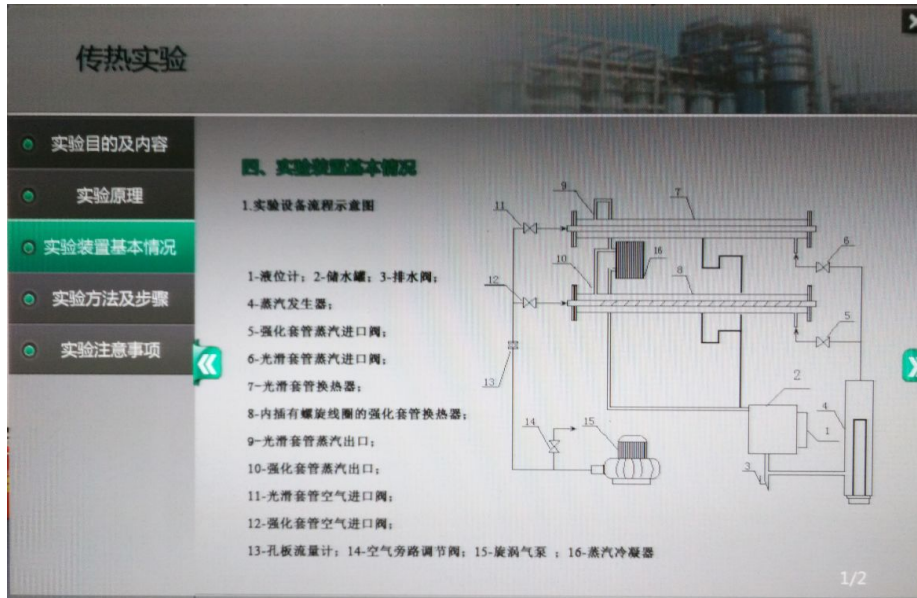 传热实验
实验目的及内容
实验原理
实验装置基本情况
实验方法及步骤
实验注意事项
四、实验装置基本情况
1.实验设备流程示意图
1-液位计；2-储水罐；3-排水阀；
4-蒸汽发生器；
5-强化套管蒸汽进口阀；
6-光滑套管蒸汽进口阀；
7-光滑套管换热器；
8-内插有螺旋线圈的强化套管换热器；
9-光滑套管蒸汽出口；
10-强化套管蒸汽出口；
11-光滑套管空气进口阀；
12-强化套管空气进口阀；
13-孔板流量计；14-空气旁路调节阀；15-旋涡气泵 ；16-蒸汽冷凝器
9
7
11
16
6
10
8
12
5
13
2
4
1
14
15
3
1/2